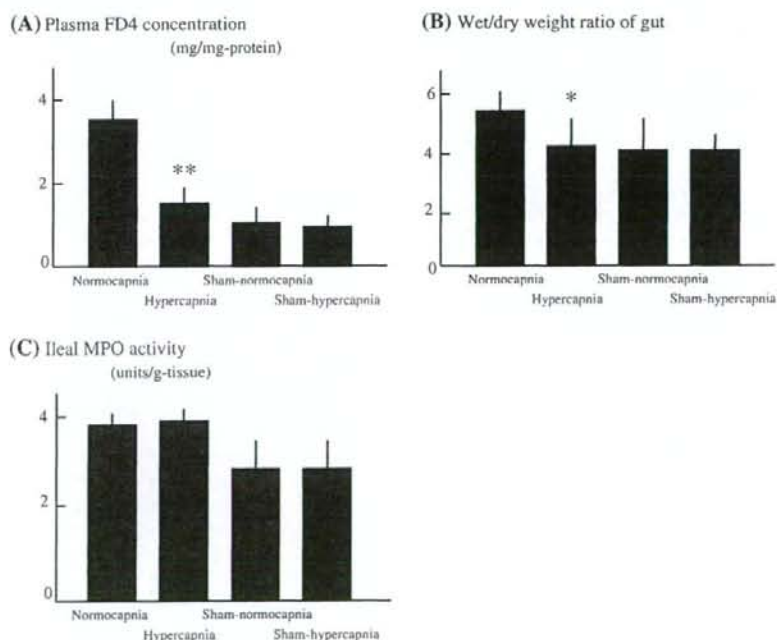 (A) Plasma FD4 concentration
(mg/mg-protein)
4
**
2
0
Normocapnia Sham-normocapnia
Hypercapnia Sham-hypercapnia
(B) Wet/dry weight ratio of gut
6
*
4
2
0
Normocapnia Sham-normocapnia
Hypercapnia Sham-hypercapnia
(C) Ileal MPO activity
(units/g-tissue)
4
2
0
Normocapnia Sham-normocapnia
Hypercapnia Sham-hypercapnia